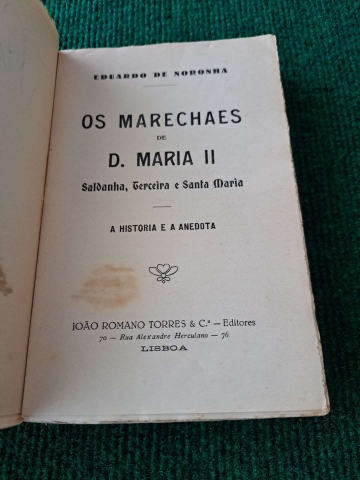 EDUARDO DE NORONHA
OS MARECHAES
DE
D. MARIA II
Saldanha, Terceira e Santa Maria
A HISTORIA E A ANEDOTA
JOÃO ROMANO TORRES & C.ª — Editores
70 — Rua Alexandre Herculano — 76
LISBOA